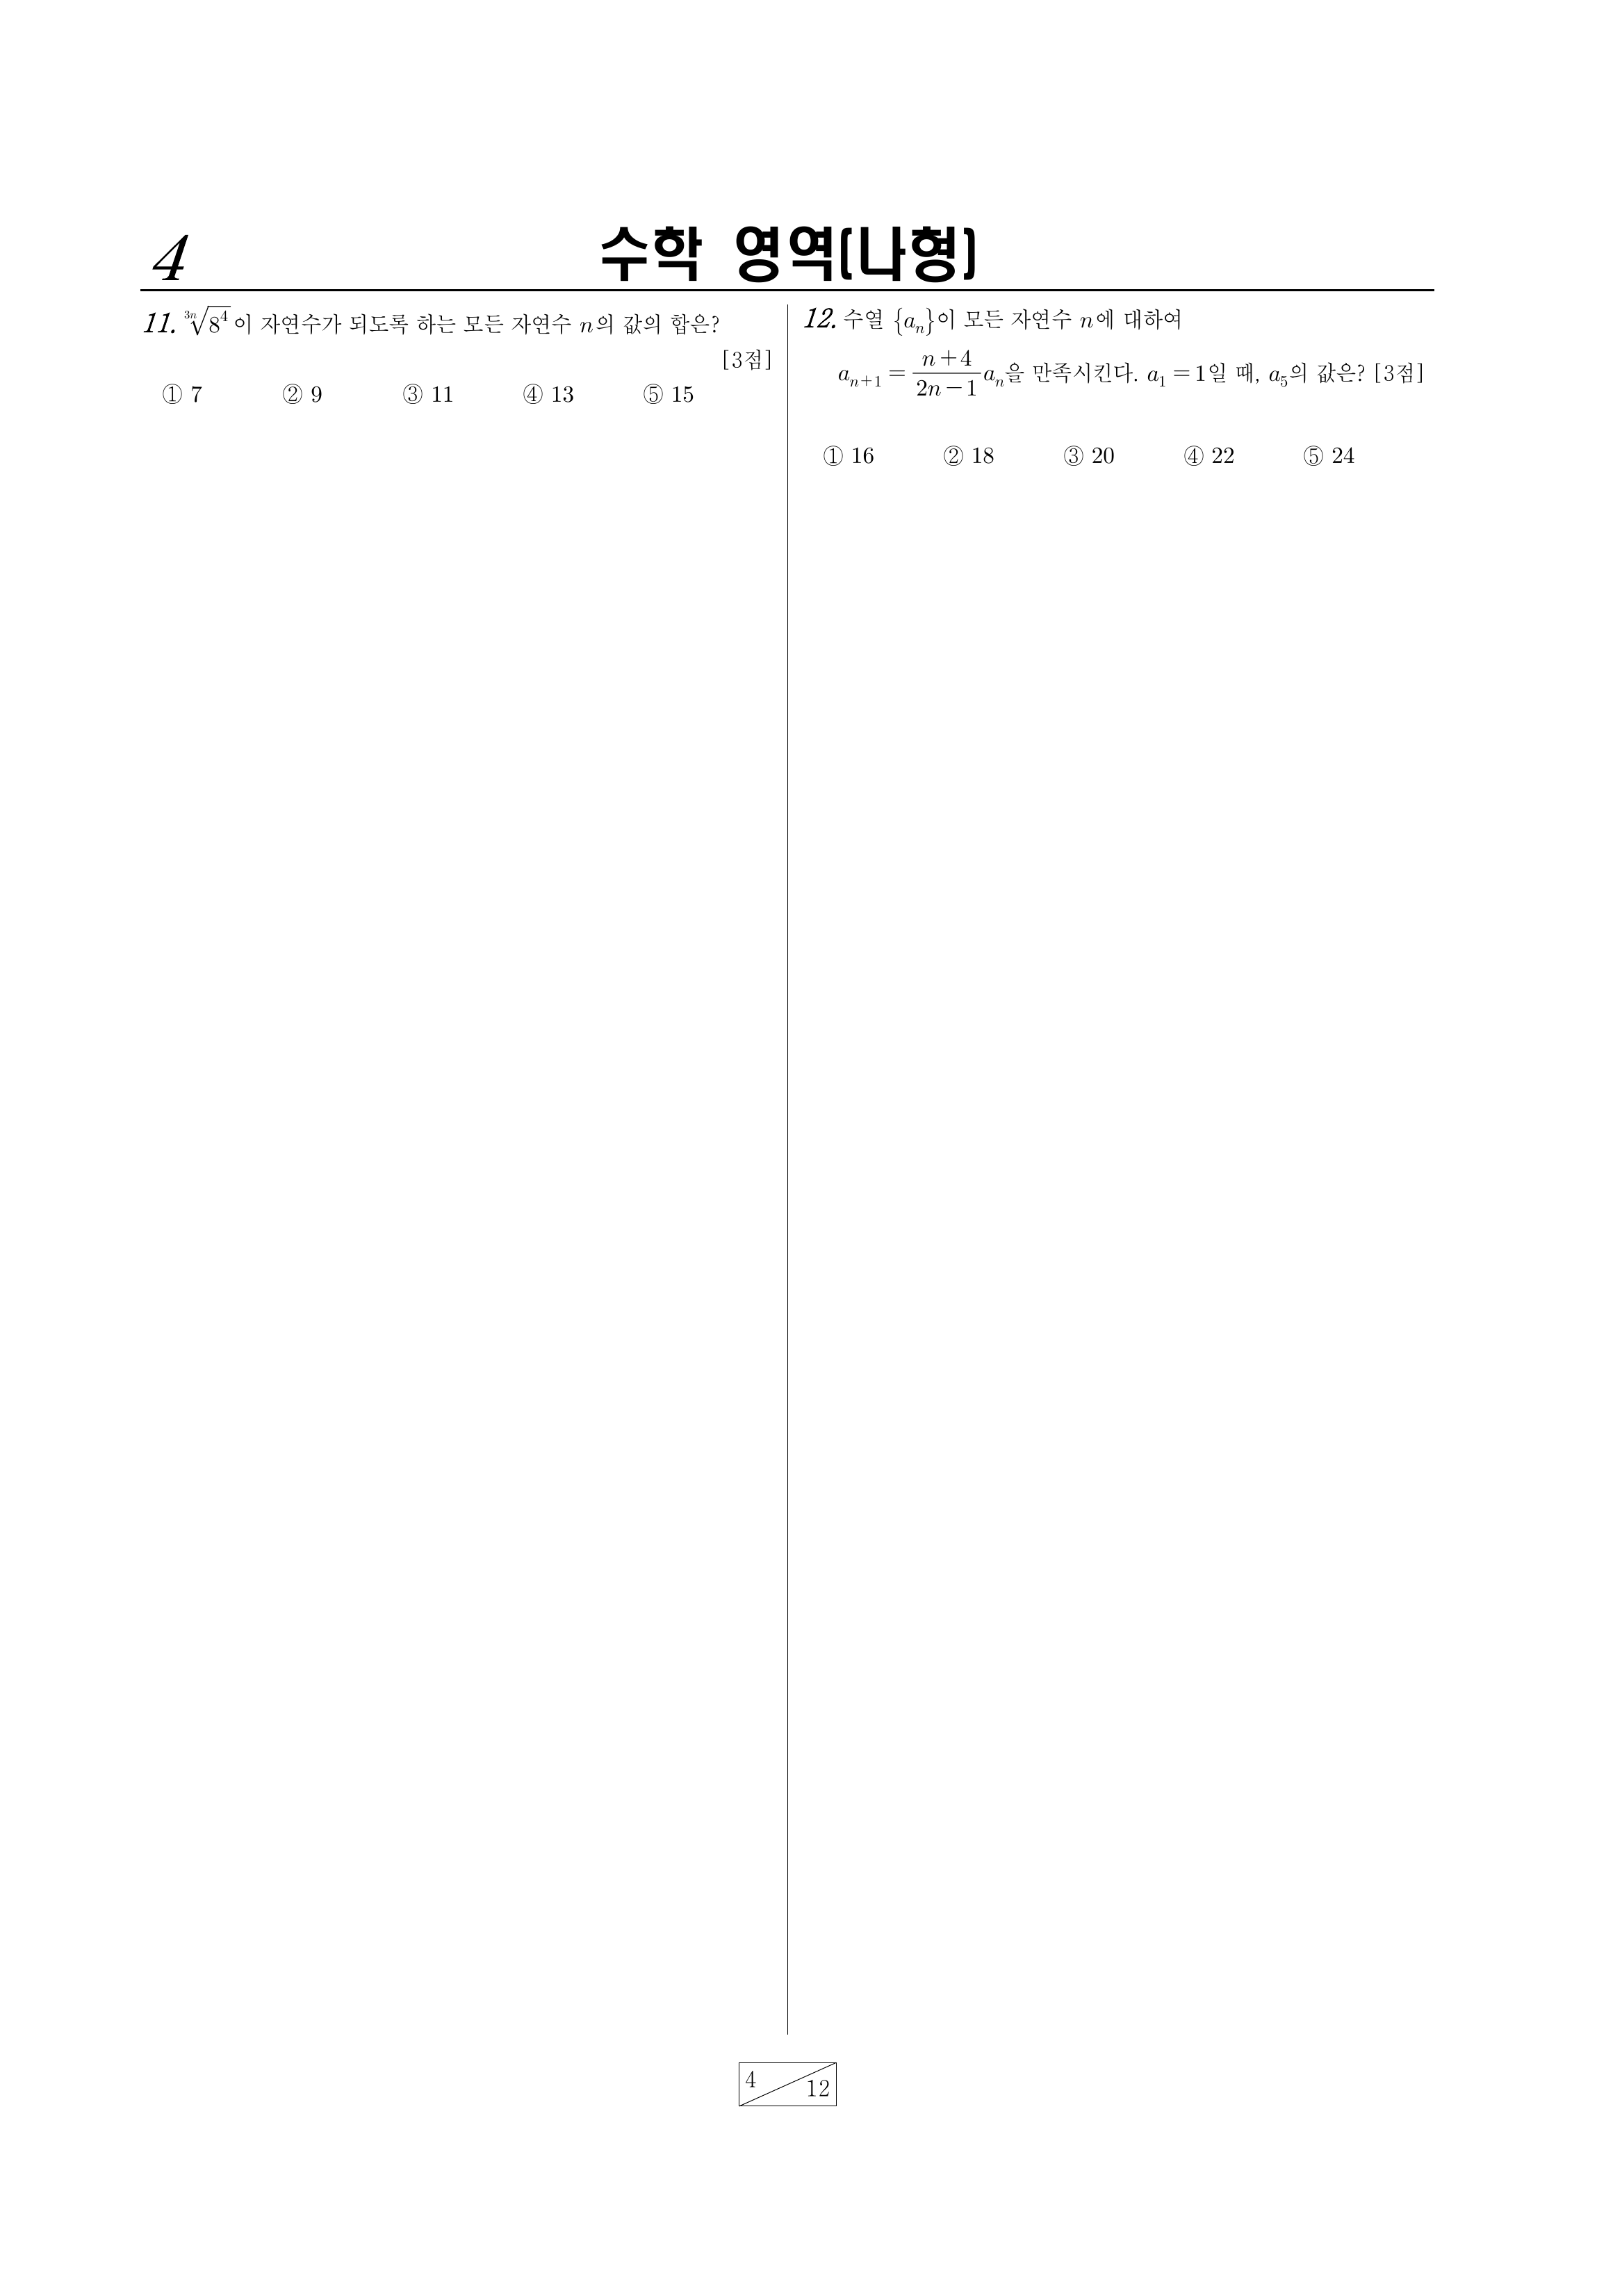 4
수학 영역(나형)
11. $\sqrt[3n]{8^4}$ 이 자연수가 되도록 하는 모든 자연수 $n$의 값의 합은?
[3점]
① 7 ② 9 ③ 11 ④ 13 ⑤ 15
12. 수열 $\{a_n\}$이 모든 자연수 $n$에 대하여
$a_{n+1} = \frac{n+4}{2n-1}a_n$을 만족시킨다. $a_1 = 1$일 때, $a_5$의 값은? [3점]
① 16 ② 18 ③ 20 ④ 22 ⑤ 24
4
12